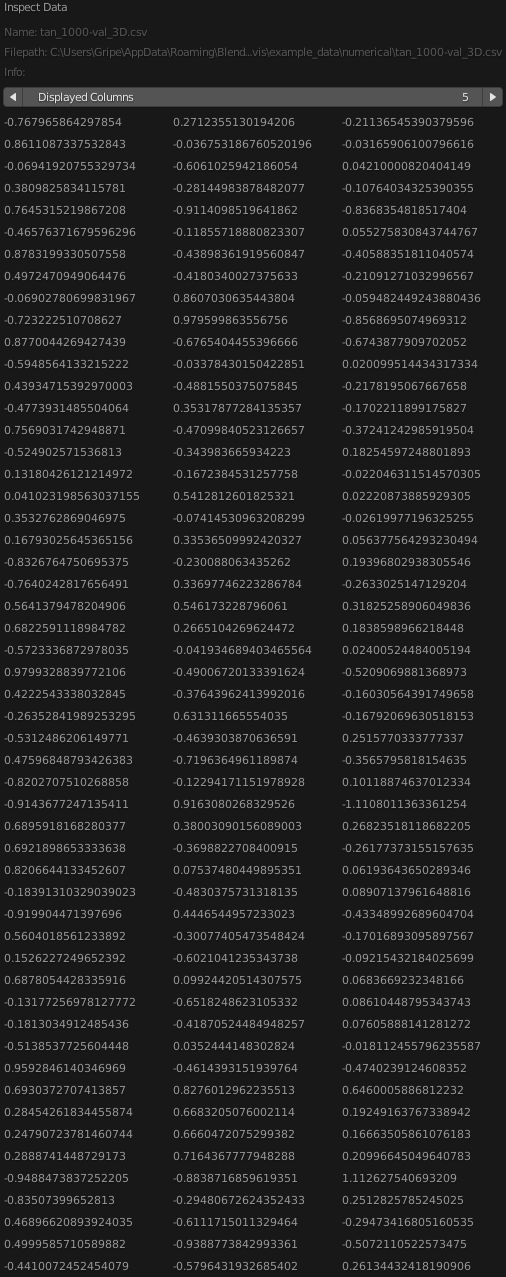 Inspect Data
Name: tan_1000-val_3D.csv
Filepath: C:\Users\Gripe\AppData\Roaming\Blend...vis\example_data\numerical\tan_1000-val_3D.csv
Info:
Displayed Columns 5
-0.767965864297854 0.2712355130194206 -0.21136545390379596
0.8611087337532843 -0.036753186760520196 -0.03165906100796616
-0.06941920755329734 -0.6061025942186054 0.04210000820404149
0.3809825834115781 -0.28144983878482077 -0.10764034325390355
0.7645315219867208 -0.9114098519641862 -0.8368354818517404
-0.46576371679596296 -0.11855718880823307 0.055275830843744767
0.8783199330507558 -0.43898361919560847 -0.40588351811040574
0.4972470949064476 -0.4180340027375633 -0.21091271032996567
-0.06902780699831967 0.8607030635443804 -0.059482449243880436
-0.723222510708627 0.979599863556756 -0.8568695074969312
0.8770044269427439 -0.6765404455396666 -0.6743877909702052
-0.5948564133215222 -0.03378430150422851 0.020099514434317334
0.43934715392970003 -0.4881550375075845 -0.2178195067667658
-0.4773931485504064 0.35317877284135357 -0.1702211899175827
0.7569031742948871 -0.47099840523126657 -0.37241242985919504
-0.524902571536813 -0.343983665934223 0.18254597248801893
0.13180426121214972 -0.1672384531257758 -0.022046311514570305
0.041023198563037155 0.5412812601825321 0.02220873885929305
0.3532762869046975 -0.07414530963208299 -0.02619977196325255
0.16793025645365156 0.33536509992420327 0.056377564293230494
-0.8326764750695375 -0.230088063435262 0.19396802938305546
-0.7640242817656491 0.33697746223286784 -0.2633025147129204
0.5641379478204906 0.546173228796061 0.31825258906049836
0.6822591118984782 0.2665104269624472 0.1838598966218448
-0.5723336872978035 -0.041934689403465564 0.02400524484005194
0.9799328839772106 -0.49006720133391624 -0.5209069881368973
0.4222543338032845 -0.37643962413992016 -0.16030564391749658
-0.26352841989253295 0.631311665554035 -0.16792069630518153
-0.5312486206149771 -0.4639303870636591 0.2515770333777337
0.47596848793426383 -0.7196364961189874 -0.3565795818154635
-0.8202707510268858 -0.12294171151978928 0.10118874637012334
-0.9143677247135411 0.9163080268329526 -1.1108011363361254
0.6895918168280377 0.38003090156089003 0.26823518118682205
0.6921898653333638 -0.3698822708400915 -0.26177373155157635
0.8206644133452607 0.07537480449895351 0.06193643650289346
-0.18391310329039023 -0.4830375731318135 0.08907137961648816
-0.919904471397696 0.4446544957233023 -0.43348992689604704
0.5604018561233892 -0.30077405473548424 -0.17016893095897567
0.1526227249652392 -0.6021041235343738 -0.09215432184025699
0.6878054428335916 0.09924420514307575 0.0683669232348166
-0.13177256978127772 -0.6518248623105332 0.08610448795343743
-0.1813034912485436 -0.41870524484948257 0.07605888141281272
-0.5138537725604448 0.0352444148302824 -0.018112455796235587
0.9592846140346969 -0.4614393151939764 -0.4740239124608352
0.6930372707413857 0.8276012962235513 0.6460005886812232
0.28454261834455874 0.6683205076002114 0.19249163767338942
0.24790723781460744 0.6660472075299382 0.16663505861076183
0.2888741448729173 0.7164367777948288 0.20996645049640783
-0.9488473837252205 -0.8838716859619351 1.112627540693209
-0.83507399652813 -0.29480672624352433 0.2512825785245025
0.46896620893924035 -0.6111715011329464 -0.29473416805160535
0.4999585710589882 -0.9388773842993361 -0.5072110522573475
-0.4410072452454079 -0.5796431932685402 0.26134432418190906